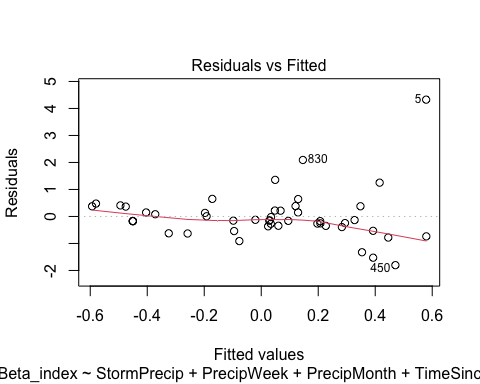 Residuals vs Fitted
5
4
3
2
1
0
-2
Residuals
5
830
450
-0.6 -0.4 -0.2 0.0 0.2 0.4 0.6
Fitted values
Beta_index ~ StormPrecip + PrecipWeek + PrecipMonth + TimeSinc